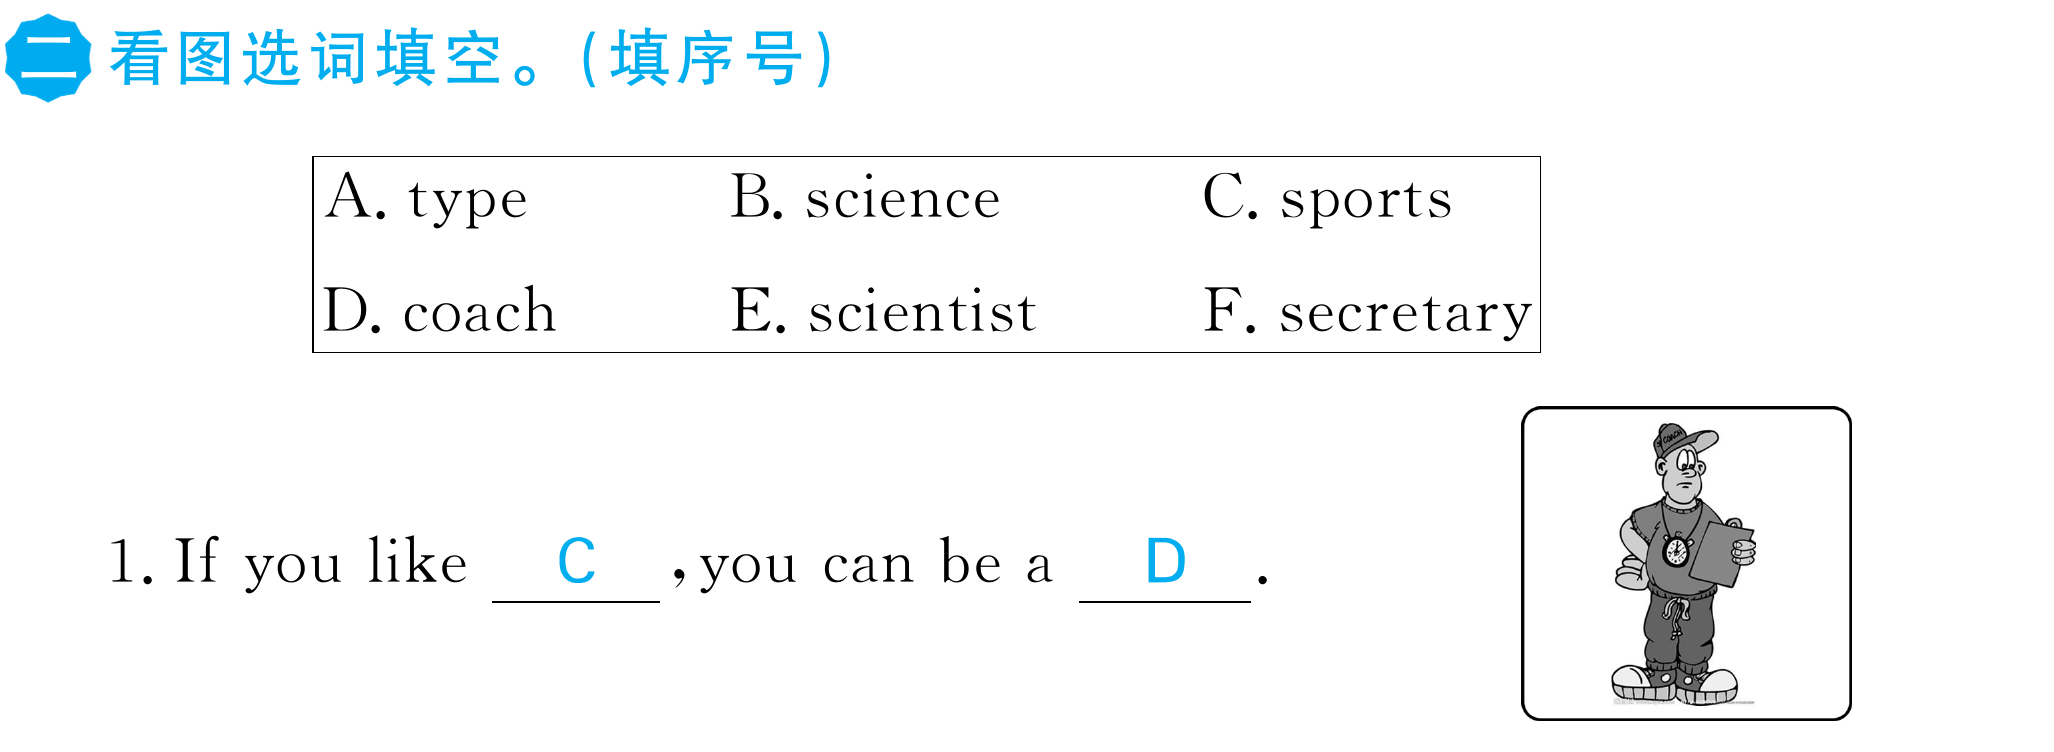 二 看图选词填空。(填序号)
A. type B. science C. sports
D. coach E. scientist F. secretary
COACH
1. If you like C ,you can be a D .